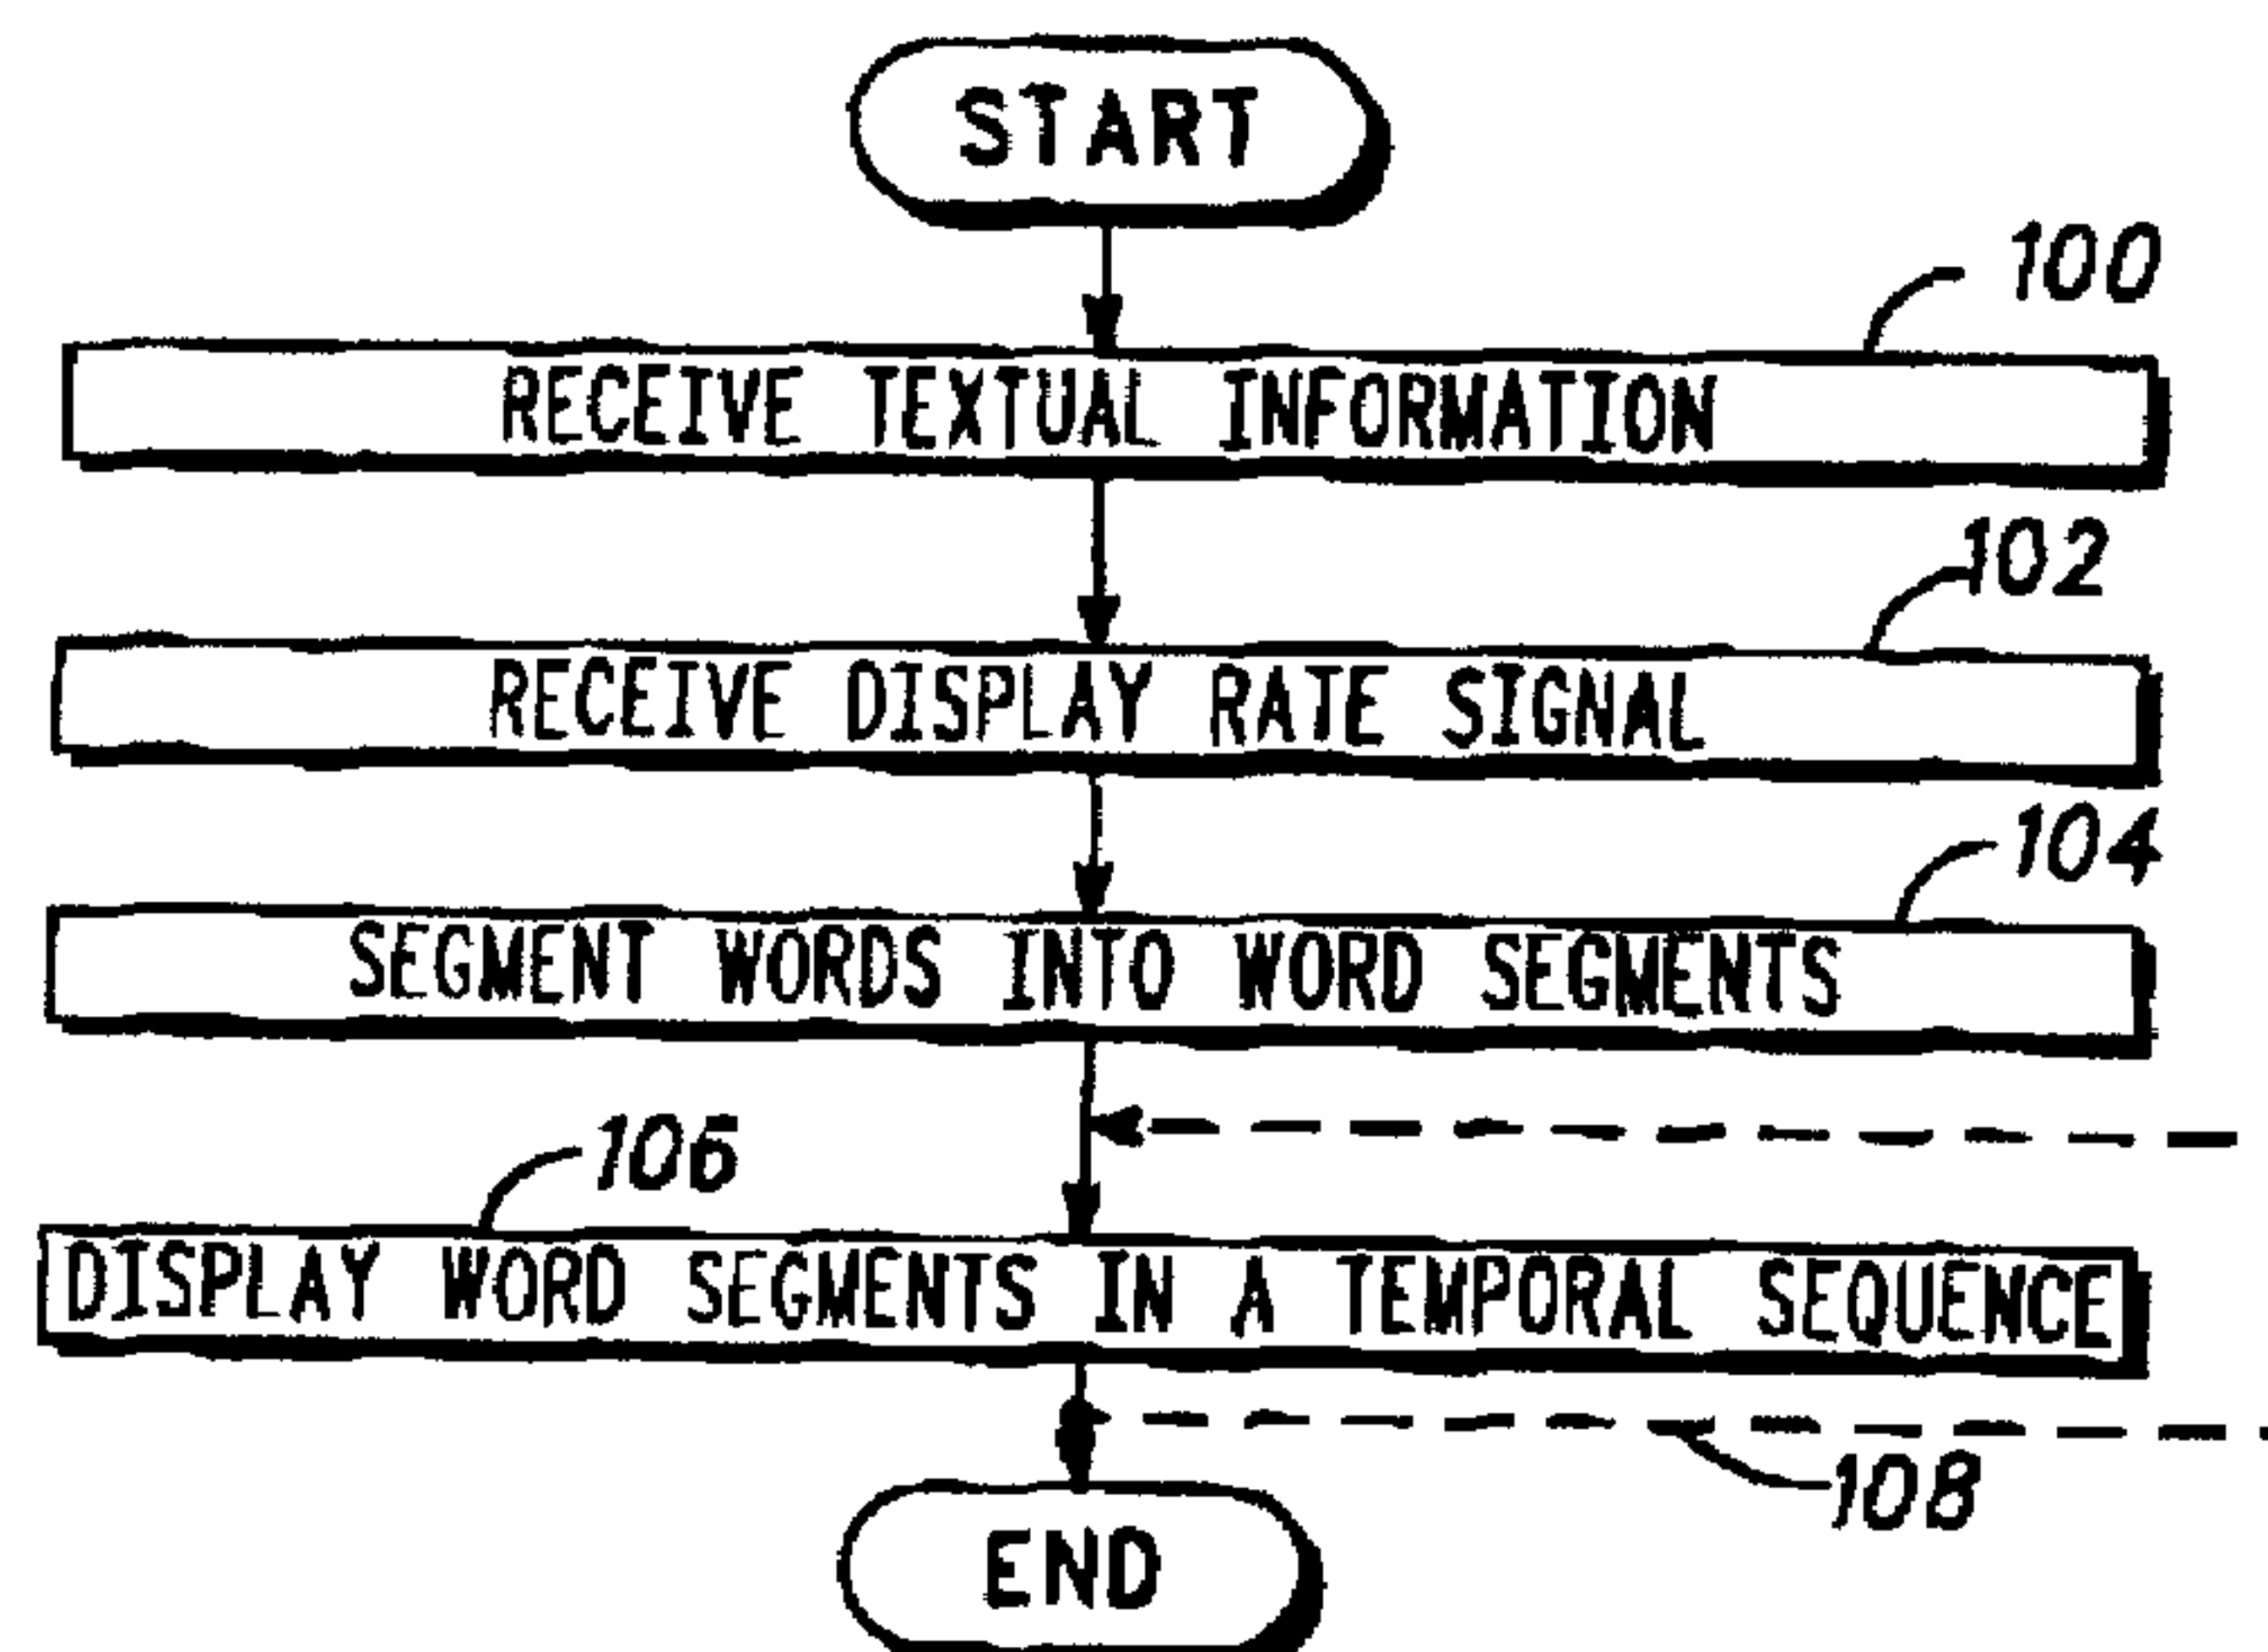 START
100
RECEIVE TEXTUAL INFORMATION
102
RECEIVE DISPLAY RATE SIGNAL
104
SEGMENT WORDS INTO WORD SEGMENTS
106
DISPLAY WORD SEGMENTS IN A TEMPORAL SEQUENCE
108
END